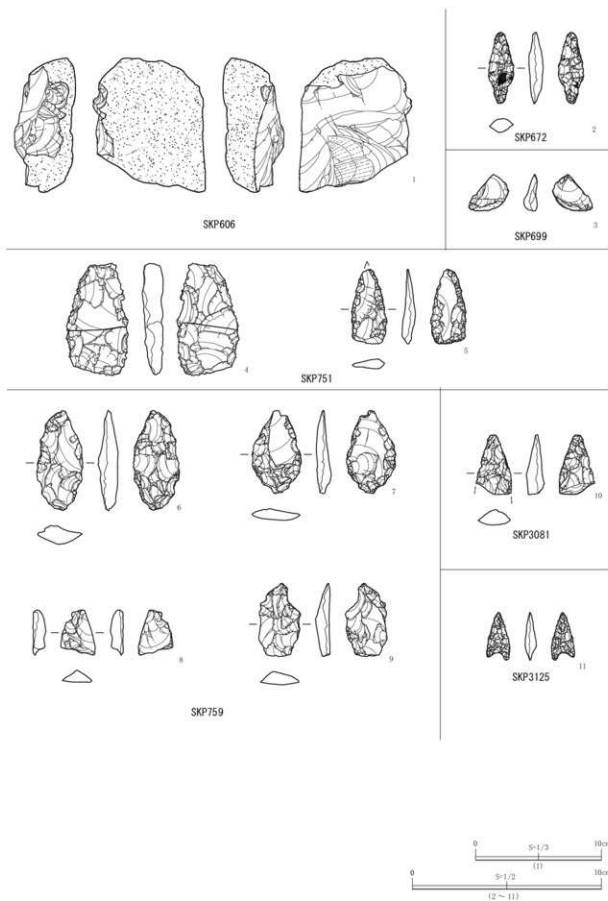 1
SKP606
2
SKP672
3
SKP699
4
5
SKP751
6
7
8
9
SKP759
10
SKP3081
11
SKP3125
0 10cm
S=1/3
(1)
0 10cm
S=1/2
(2～11)